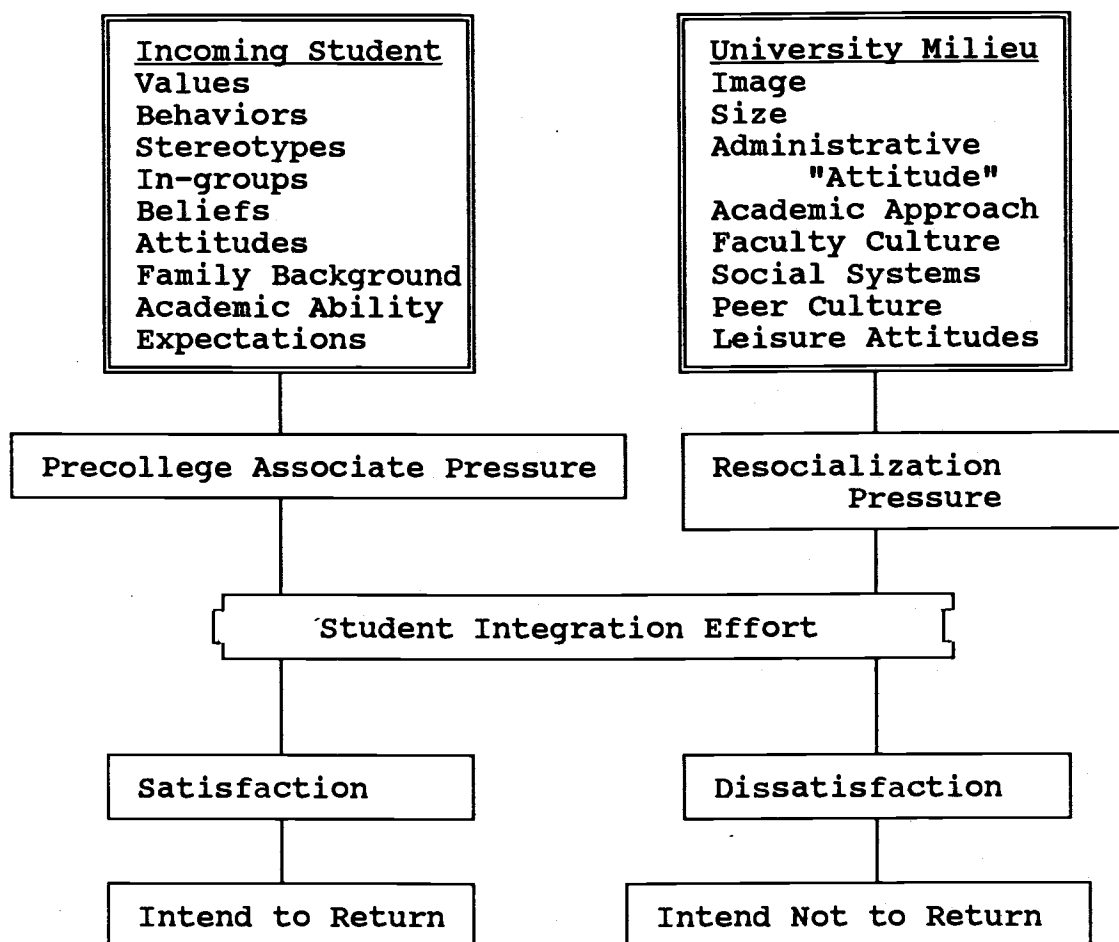 Incoming Student
Values
Behaviors
Stereotypes
In-groups
Beliefs
Attitudes
Family Background
Academic Ability
Expectations
University Milieu
Image
Size
Administrative
"Attitude"
Academic Approach
Faculty Culture
Social Systems
Peer Culture
Leisure Attitudes
Precollege Associate Pressure
Resocialization
Pressure
Student Integration Effort
Satisfaction
Dissatisfaction
Intend to Return
Intend Not to Return